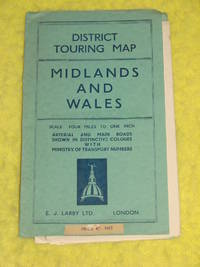 DISTRICT
TOURING MAP
MIDLANDS
AND
WALES
SCALE FOUR MILES TO ONE INCH
ARTERIAL AND MAIN ROADS
SHOWN IN DISTINCTIVE COLOURS
WITH
MINISTRY OF TRANSPORT NUMBERS
E. J. LARBY LTD. LONDON